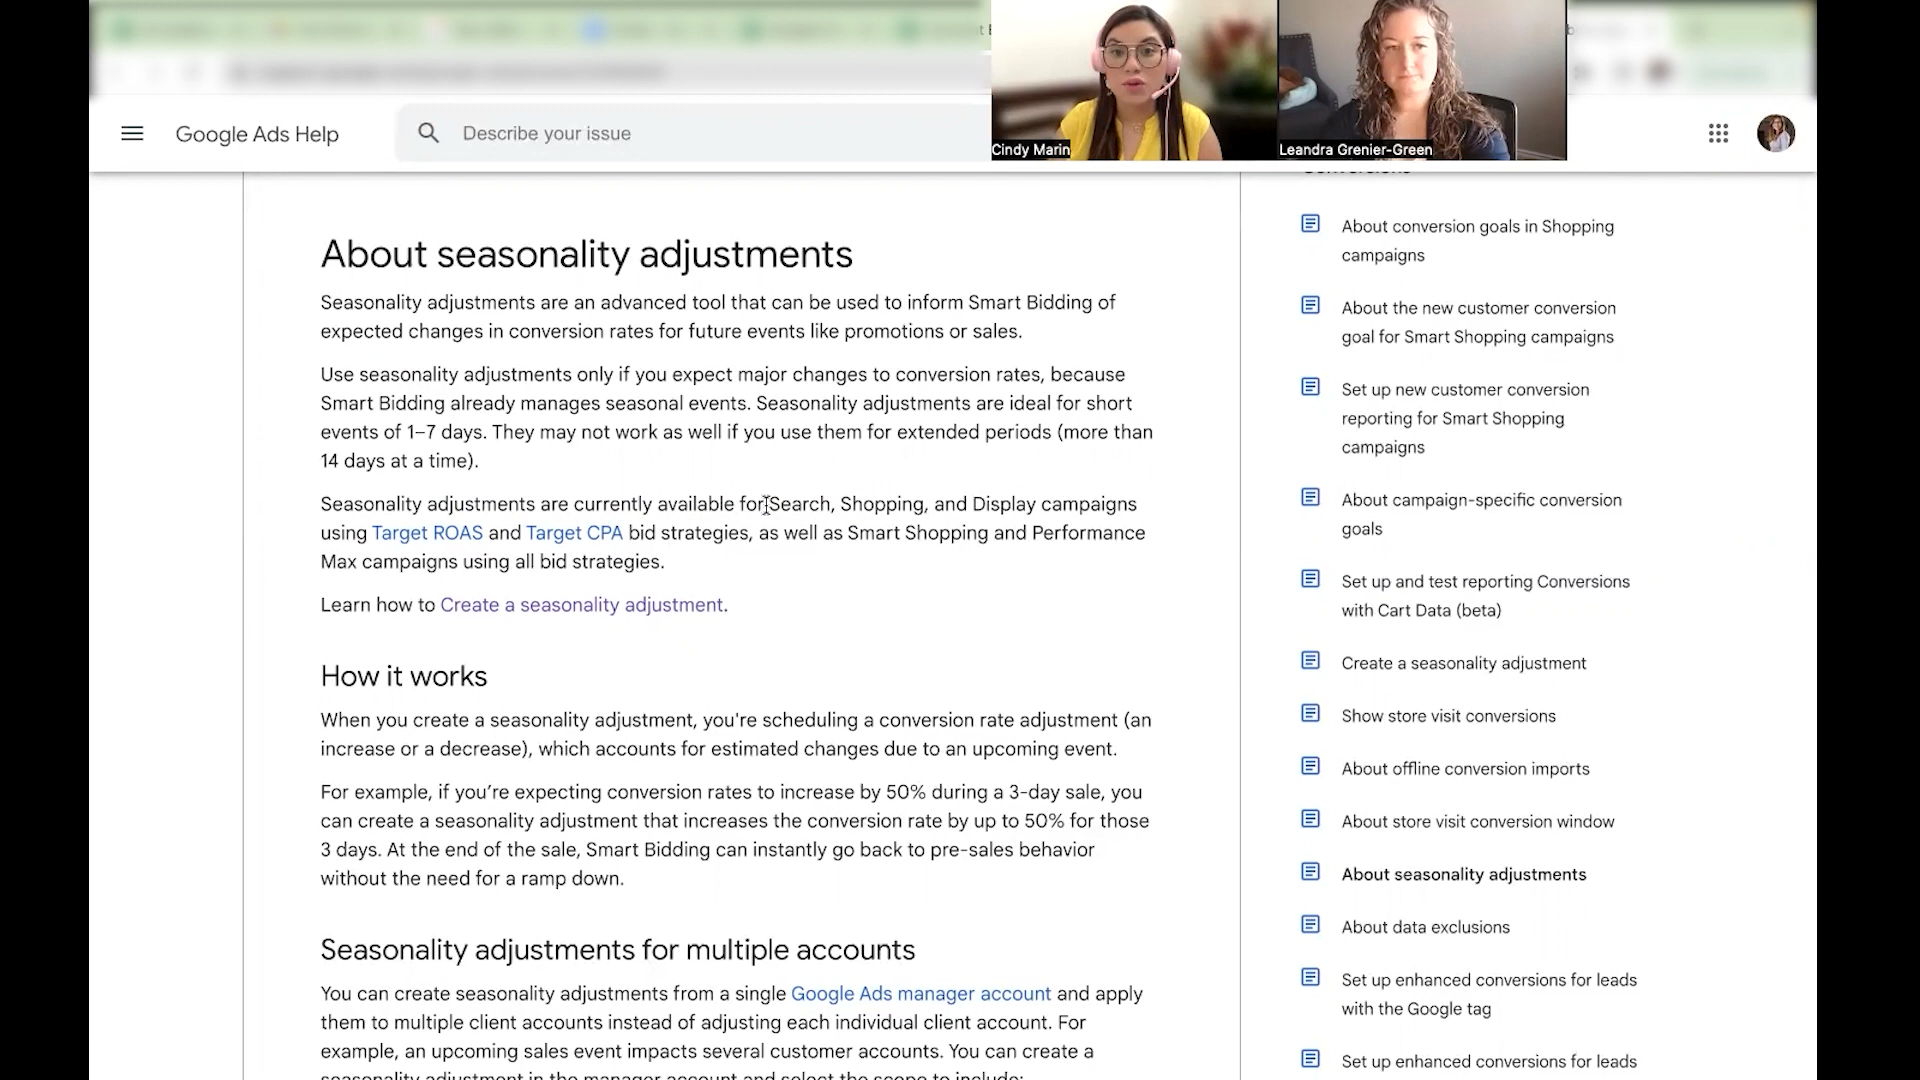 Google Ads Help
Describe your issue
Cindy Marin
Leandra Grenier-Green
About seasonality adjustments
Seasonality adjustments are an advanced tool that can be used to inform Smart Bidding of
expected changes in conversion rates for future events like promotions or sales.
Use seasonality adjustments only if you expect major changes to conversion rates, because
Smart Bidding already manages seasonal events. Seasonality adjustments are ideal for short
events of 1–7 days. They may not work as well if you use them for extended periods (more than
14 days at a time).
Seasonality adjustments are currently available for Search, Shopping, and Display campaigns
using Target ROAS and Target CPA bid strategies, as well as Smart Shopping and Performance
Max campaigns using all bid strategies.
Learn how to Create a seasonality adjustment.
How it works
When you create a seasonality adjustment, you're scheduling a conversion rate adjustment (an
increase or a decrease), which accounts for estimated changes due to an upcoming event.
For example, if you’re expecting conversion rates to increase by 50% during a 3-day sale, you
can create a seasonality adjustment that increases the conversion rate by up to 50% for those
3 days. At the end of the sale, Smart Bidding can instantly go back to pre-sales behavior
without the need for a ramp down.
Seasonality adjustments for multiple accounts
You can create seasonality adjustments from a single Google Ads manager account and apply
them to multiple client accounts instead of adjusting each individual client account. For
example, an upcoming sales event impacts several customer accounts. You can create a
seasonality adjustment in the manager account and select the scope to include:
Conversions
About conversion goals in Shopping
campaigns
About the new customer conversion
goal for Smart Shopping campaigns
Set up new customer conversion
reporting for Smart Shopping
campaigns
About campaign-specific conversion
goals
Set up and test reporting Conversions
with Cart Data (beta)
Create a seasonality adjustment
Show store visit conversions
About offline conversion imports
About store visit conversion window
About seasonality adjustments
About data exclusions
Set up enhanced conversions for leads
with the Google tag
Set up enhanced conversions for leads